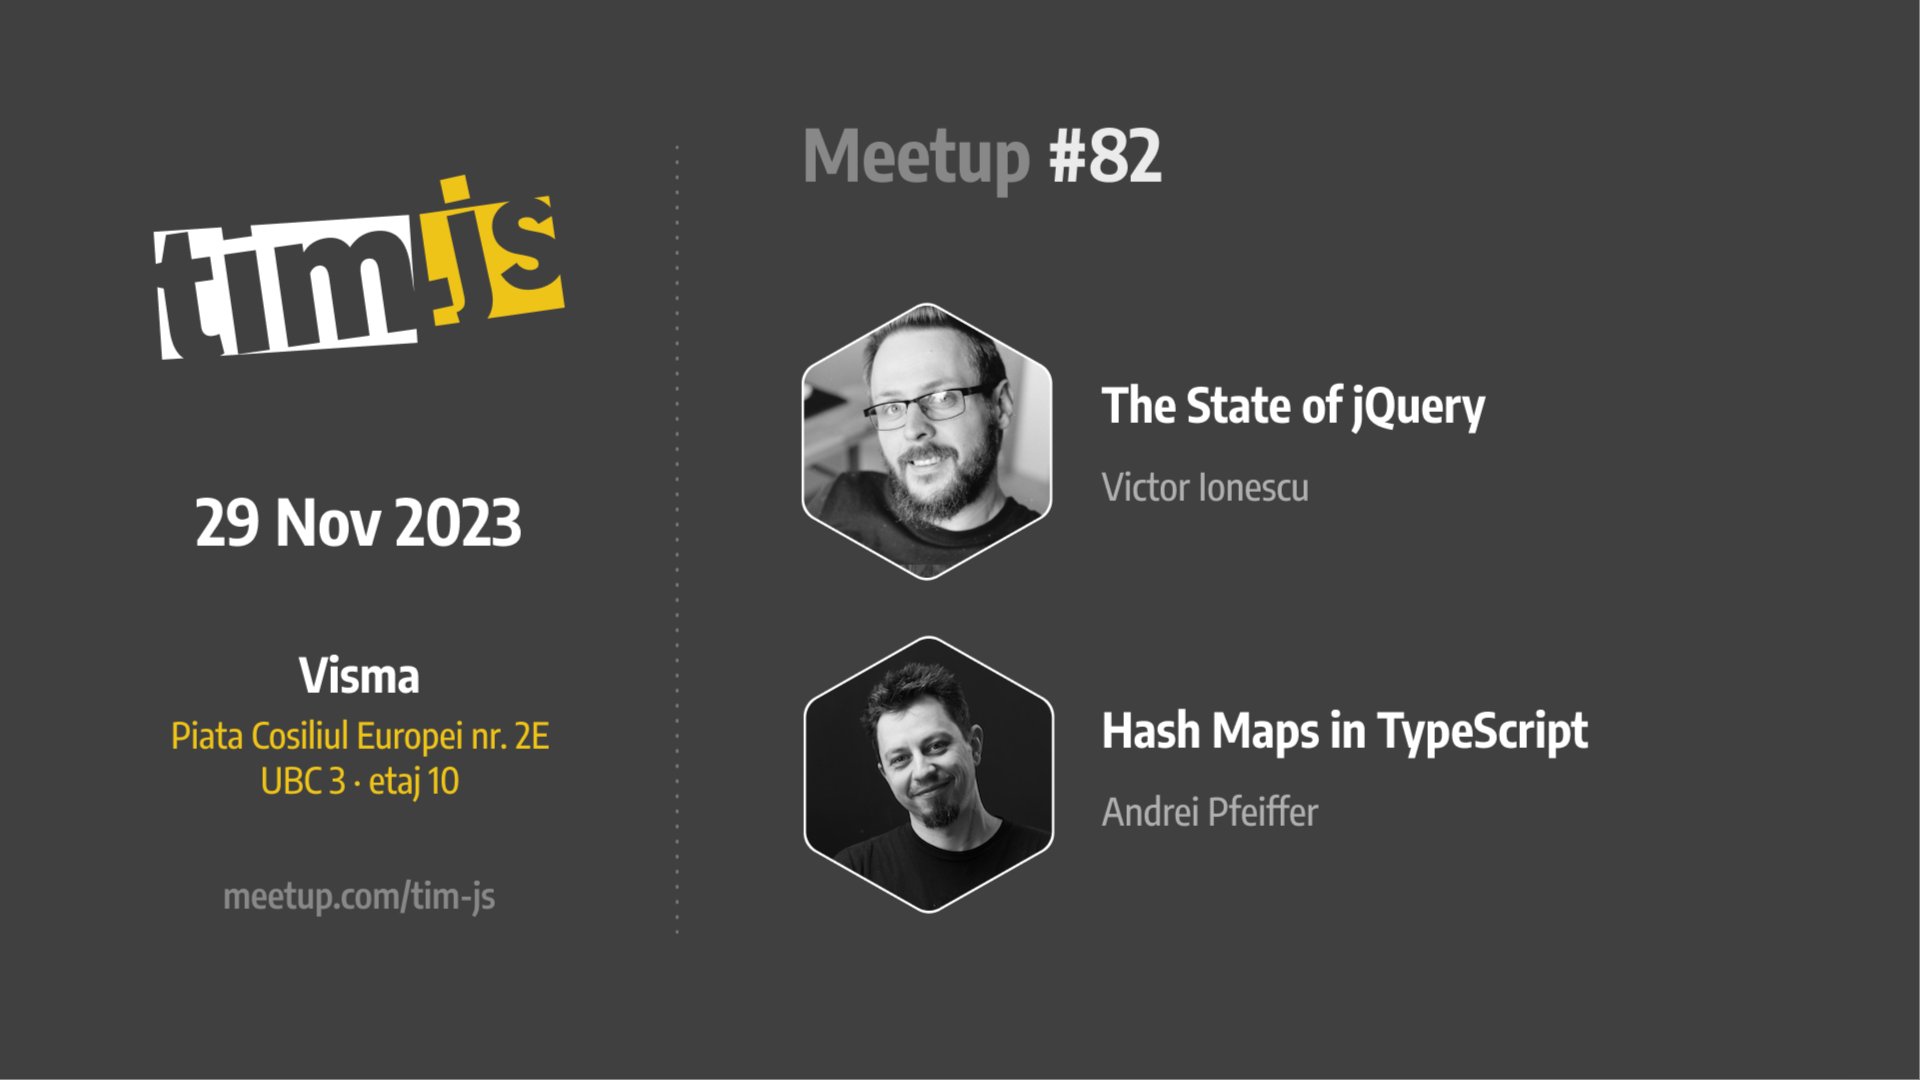 tim.js
29 Nov 2023
Visma
Piata Cosiliul Europei nr. 2E
UBC 3 · etaj 10
meetup.com/tim-js
Meetup #82
The State of jQuery
Victor Ionescu
Hash Maps in TypeScript
Andrei Pfeiffer